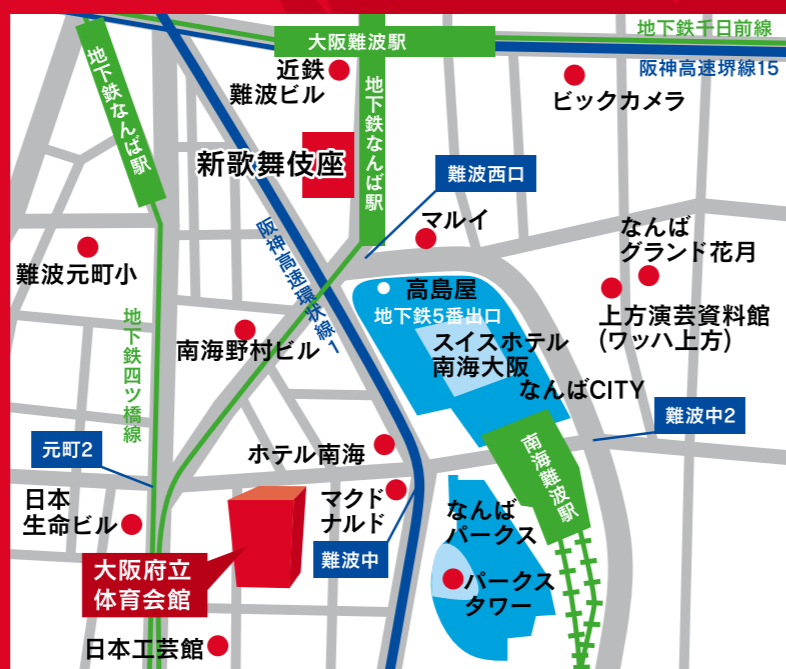 大阪難波駅
地下鉄千日前線
阪神高速堺線15
近鉄
難波ビル
ビックカメラ
地下鉄なんば駅
地下鉄なんば駅
新歌舞伎座
難波西口
マルイ
なんば
グランド花月
難波元町小
阪神高速環状線1
高島屋
地下鉄5番出口
上方演芸資料館
(ワッハ上方)
地下鉄四ツ橋線
南海野村ビル
スイスホテル
南海大阪
なんばCITY
難波中2
元町2
ホテル南海
南海難波駅
日本
生命ビル
マクド
ナルド
なんば
パークス
難波中
大阪府立
体育会館
パークス
タワー
日本工芸館